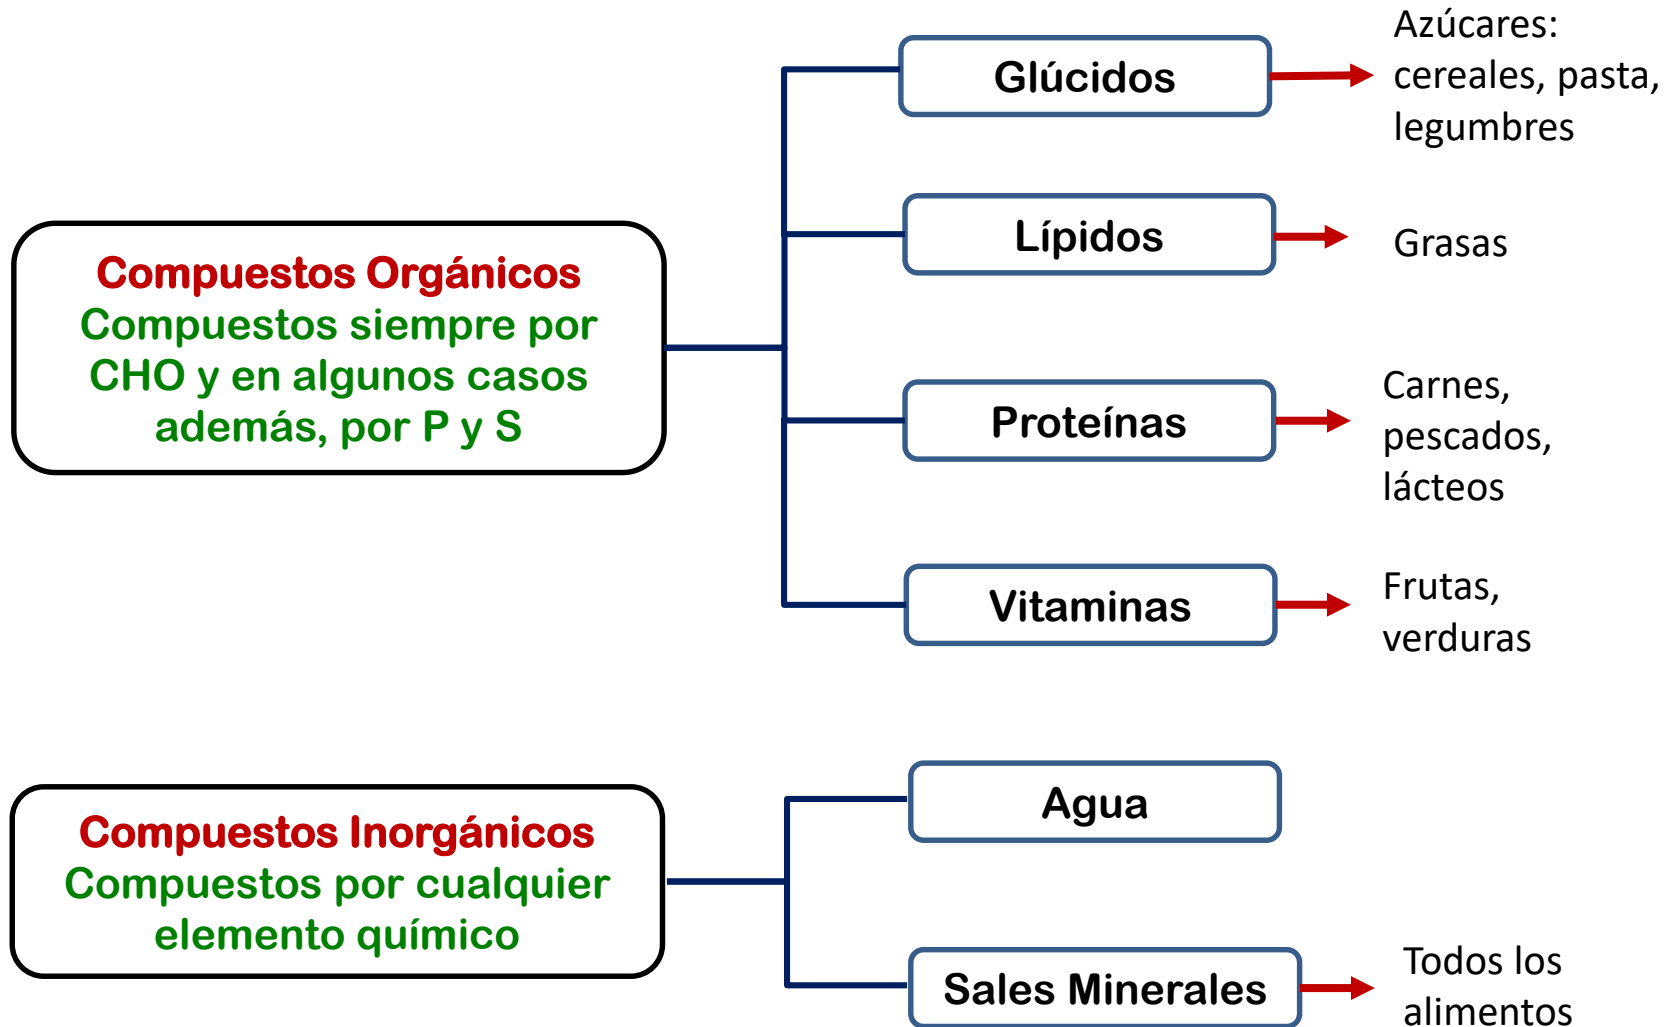 Compuestos Orgánicos
Compuestos siempre por
CHO y en algunos casos
además, por P y S
Glúcidos
Azúcares:
cereales, pasta,
legumbres
Lípidos
Grasas
Proteínas
Carnes,
pescados,
lácteos
Vitaminas
Frutas,
verduras
Compuestos Inorgánicos
Compuestos por cualquier
elemento químico
Agua
Sales Minerales
Todos los
alimentos